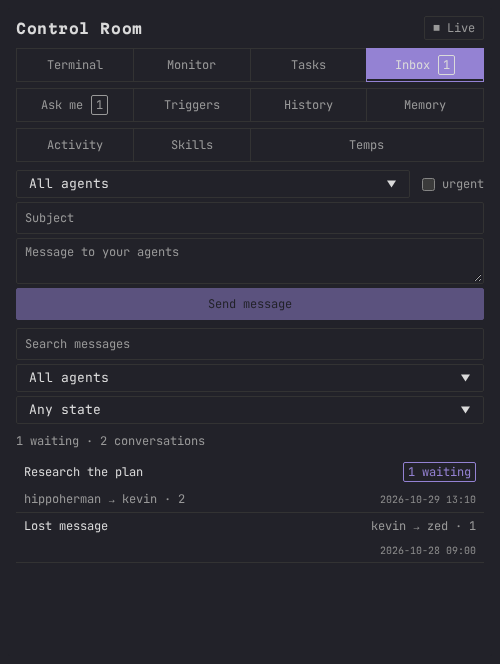 Control Room
Live
Terminal Monitor Tasks Inbox 1
Ask me 1 Triggers History Memory
Activity Skills Temps
All agents ▼ urgent
Subject
Message to your agents
Send message
Search messages
All agents ▼
Any state ▼
1 waiting · 2 conversations
Research the plan 1 waiting
hippoherman → kevin · 2 2026-10-29 13:10
Lost message kevin → zed · 1
2026-10-28 09:00